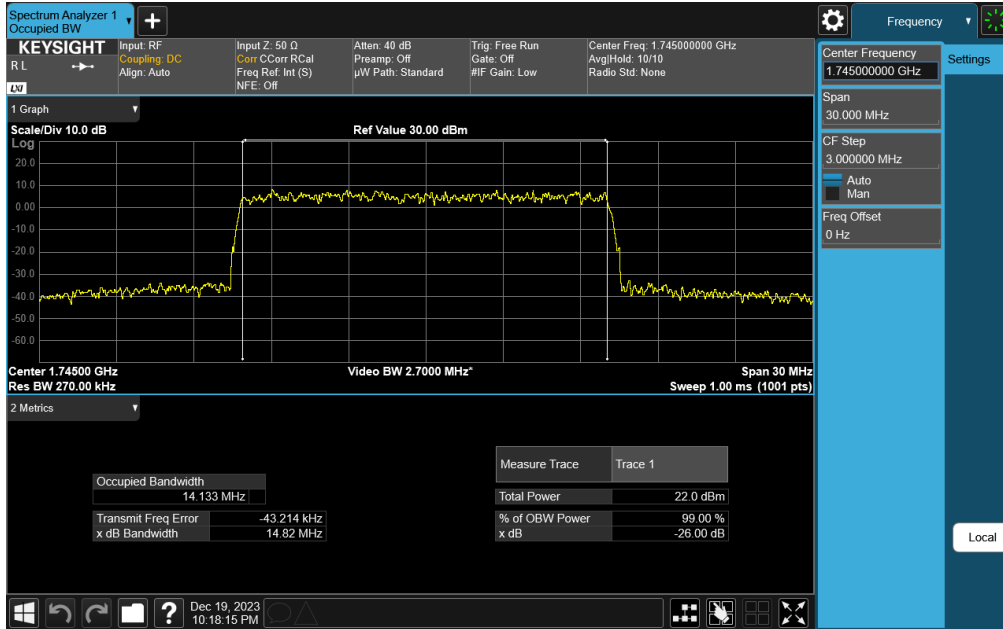 Spectrum Analyzer 1
Occupied BW
KEYSIGHT
R L
LXI
Input: RF
Coupling: DC
Align: Auto
Input Z: 50 Ω
Corr CCorr RCal
Freq Ref: Int (S)
NFE: Off
Atten: 40 dB
Preamp: Off
µW Path: Standard
Trig: Free Run
Gate: Off
#IF Gain: Low
Center Freq: 1.745000000 GHz
Avg|Hold: 10/10
Radio Std: None
1 Graph
Scale/Div 10.0 dB
Ref Value 30.00 dBm
Log
20.0
10.0
0.00
-10.0
-20.0
-30.0
-40.0
-50.0
-60.0
Center 1.74500 GHz
Video BW 2.7000 MHz*
Span 30 MHz
Res BW 270.00 kHz
Sweep 1.00 ms (1001 pts)
2 Metrics
Measure Trace Trace 1
Occupied Bandwidth
14.133 MHz
Total Power 22.0 dBm
Transmit Freq Error -43.214 kHz
% of OBW Power 99.00 %
x dB Bandwidth 14.82 MHz
x dB -26.00 dB
Dec 19, 2023
10:18:15 PM
?
Frequency
Settings
Center Frequency
1.745000000 GHz
Span
30.000 MHz
CF Step
3.000000 MHz
Auto
Man
Freq Offset
0 Hz
Local